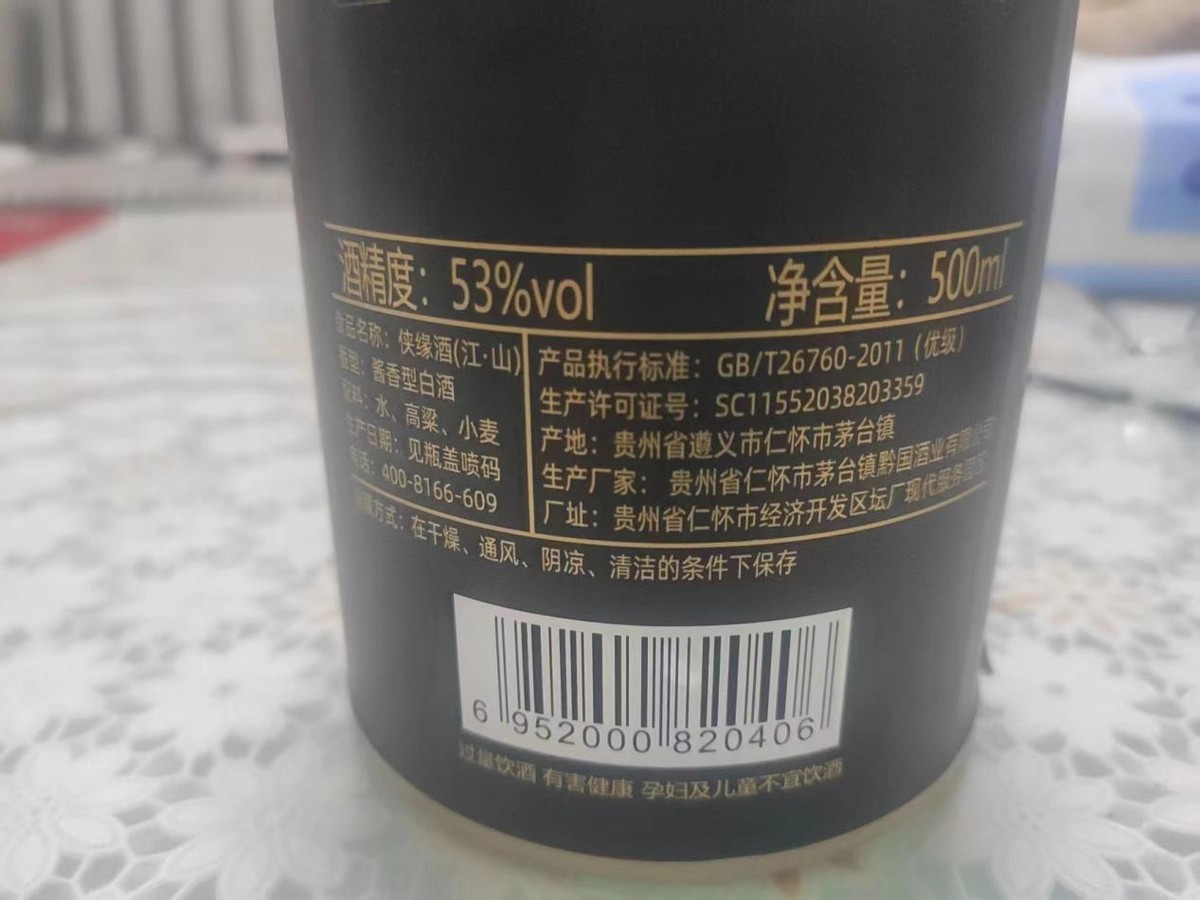 酒精度：53%vol
净含量：500ml
品名称：侠缘酒(江·山)
香型：酱香型白酒
料：水、高粱、小麦
生产日期：见瓶盖喷码
电话：400-8166-609
产品执行标准：GB/T26760-2011（优级）
生产许可证号：SC11552038203359
产地：贵州省遵义市仁怀市茅台镇
生产厂家：贵州省仁怀市茅台镇黔国酒业有限公司
厂址：贵州省仁怀市经济开发区坛厂现代服务园
方式：在干燥、通风、阴凉、清洁的条件下保存
6 952000 820406
过量饮酒 有害健康 孕妇及儿童不宜饮酒